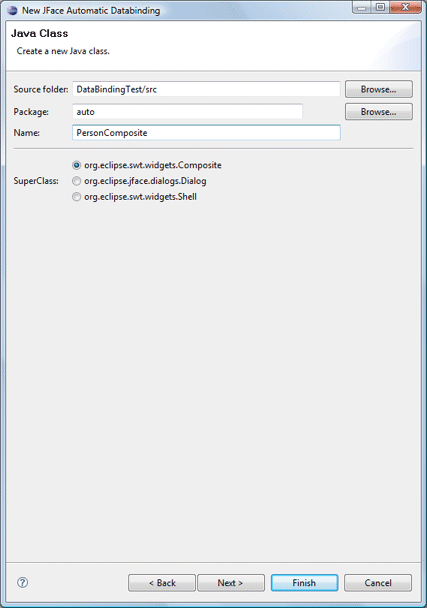 New JFace Automatic Databinding
Java Class
Create a new Java class.
Source folder: DataBindingTest/src Browse...
Package: auto Browse...
Name: PersonComposite
org.eclipse.swt.widgets.Composite
SuperClass: org.eclipse.jface.dialogs.Dialog
org.eclipse.swt.widgets.Shell
? < Back Next > Finish Cancel